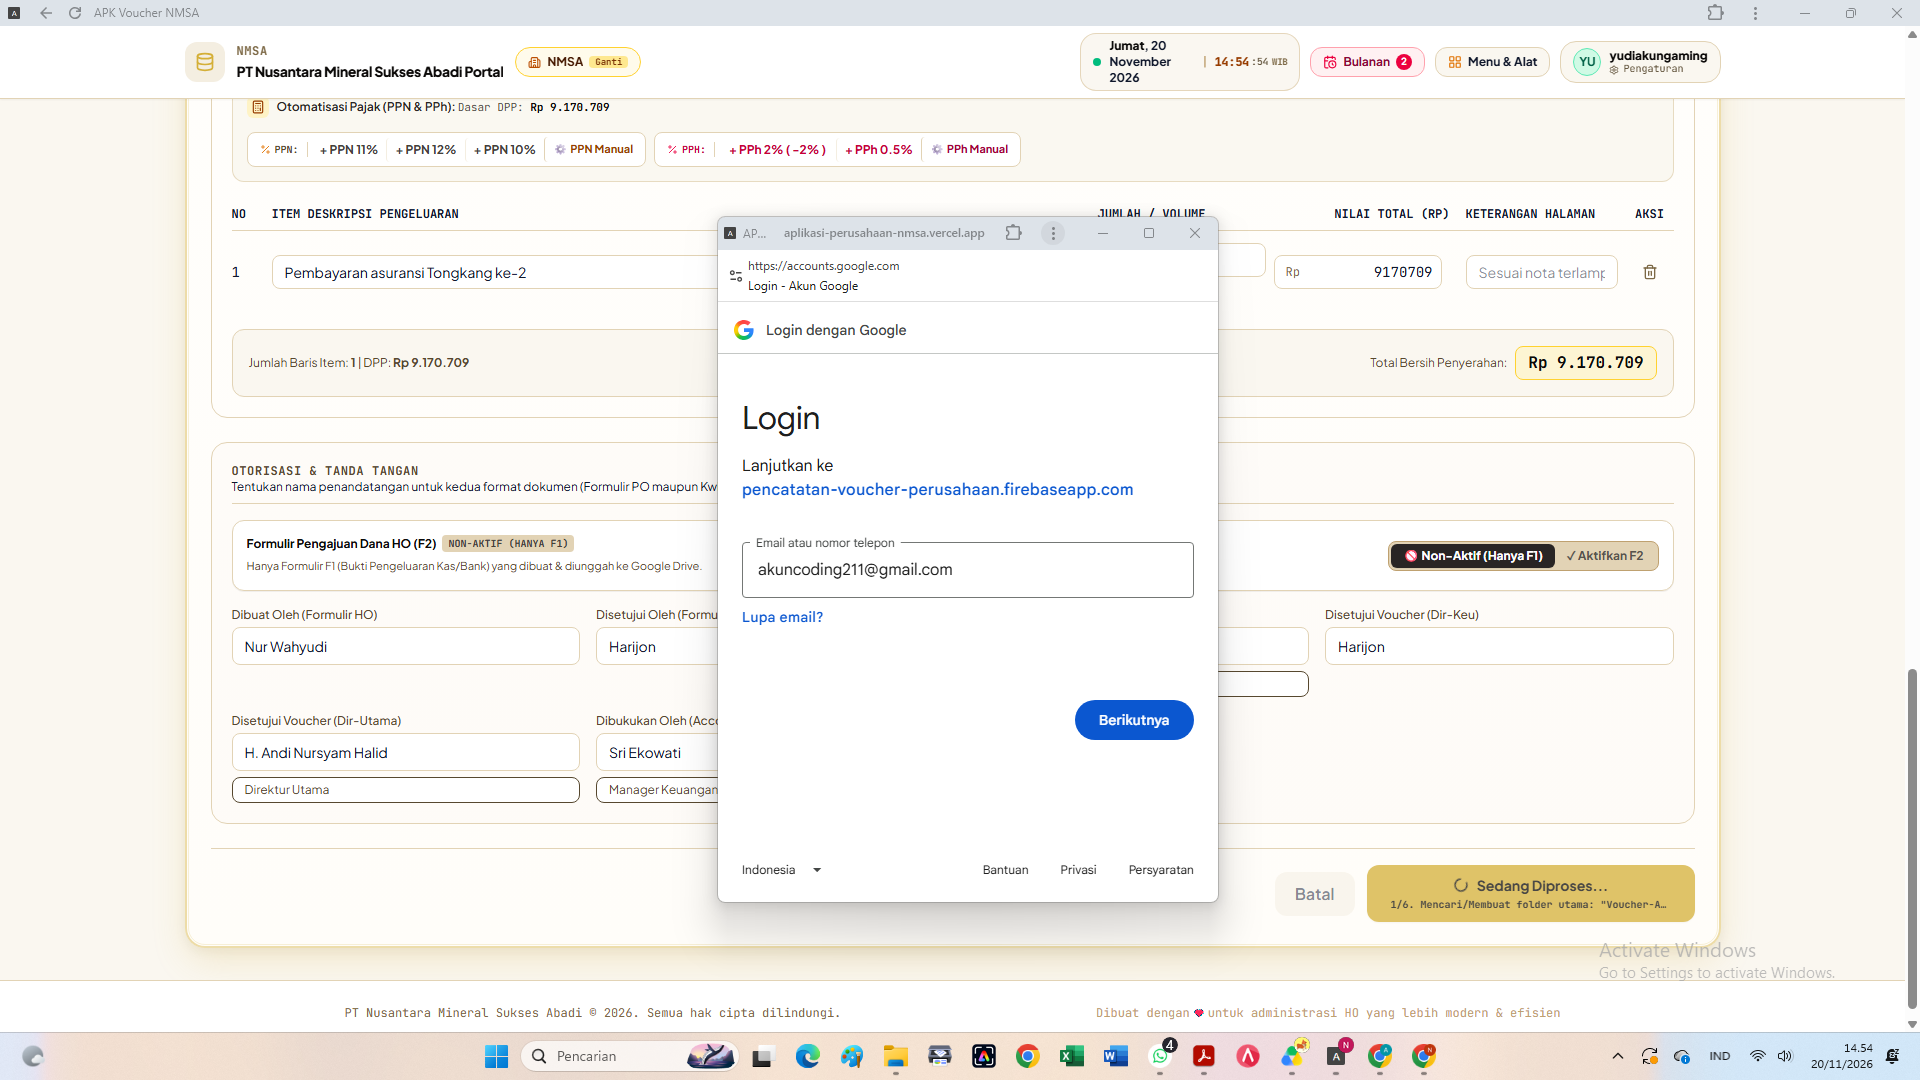 APK Voucher NMSA
NMSA
PT Nusantara Mineral Sukses Abadi Portal
NMSA Ganti
Jumat, 20 November 2026
| 14:54:54 WIB
Bulanan 2
Menu & Alat
YU
yudiakungaming
Pengaturan
Otomatisasi Pajak (PPN & PPh): Dasar DPP: Rp 9.170.709
% PPN:
+ PPN 11%
+ PPN 12%
+ PPN 10%
PPN Manual
% PPH:
+ PPh 2% ( -2% )
+ PPh 0.5%
PPh Manual
NO
ITEM DESKRIPSI PENGELUARAN
JUMLAH / VOLUME
NILAI TOTAL (RP)
KETERANGAN HALAMAN
AKSI
1
Pembayaran asuransi Tongkang ke-2
Rp 9170709
Sesuai nota terlamp
Jumlah Baris Item: 1 | DPP: Rp 9.170.709
Total Bersih Penyerahan: Rp 9.170.709
OTORISASI & TANDA TANGAN
Tentukan nama penandatangan untuk kedua format dokumen (Formulir PO maupun Kw
Formulir Pengajuan Dana HO (F2) NON-AKTIF (HANYA F1)
Hanya Formulir F1 (Bukti Pengeluaran Kas/Bank) yang dibuat & diunggah ke Google Drive.
Non-Aktif (Hanya F1)
✓ Aktifkan F2
Dibuat Oleh (Formulir HO)
Nur Wahyudi
Disetujui Oleh (Formu
Harijon
Disetujui Voucher (Dir-Keu)
Harijon
Disetujui Voucher (Dir-Utama)
H. Andi Nursyam Halid
Direktur Utama
Dibukukan Oleh (Acco
Sri Ekowati
Manager Keuangan
AP...
aplikasi-perusahaan-nmsa.vercel.app
https://accounts.google.com
Login - Akun Google
Login dengan Google
Login
Lanjutkan ke
pencatatan-voucher-perusahaan.firebaseapp.com
Email atau nomor telepon
akuncoding211@gmail.com
Lupa email?
Berikutnya
Indonesia
Bantuan
Privasi
Persyaratan
Batal
Sedang Diproses...
1/6. Mencari/Membuat folder utama: "Voucher-A…
Activate Windows
Go to Settings to activate Windows.
PT Nusantara Mineral Sukses Abadi © 2026. Semua hak cipta dilindungi.
Dibuat dengan ❤ untuk administrasi HO yang lebih modern & efisien
Pencarian
4
N
IND
14.54
20/11/2026